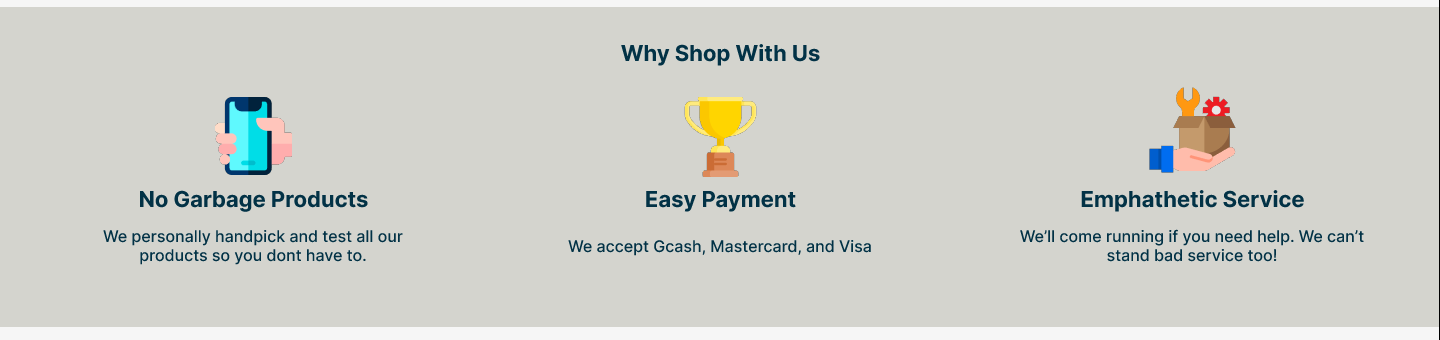 Why Shop With Us
No Garbage Products
We personally handpick and test all our
products so you dont have to.
Easy Payment
We accept Gcash, Mastercard, and Visa
Emphathetic Service
We’ll come running if you need help. We can’t
stand bad service too!